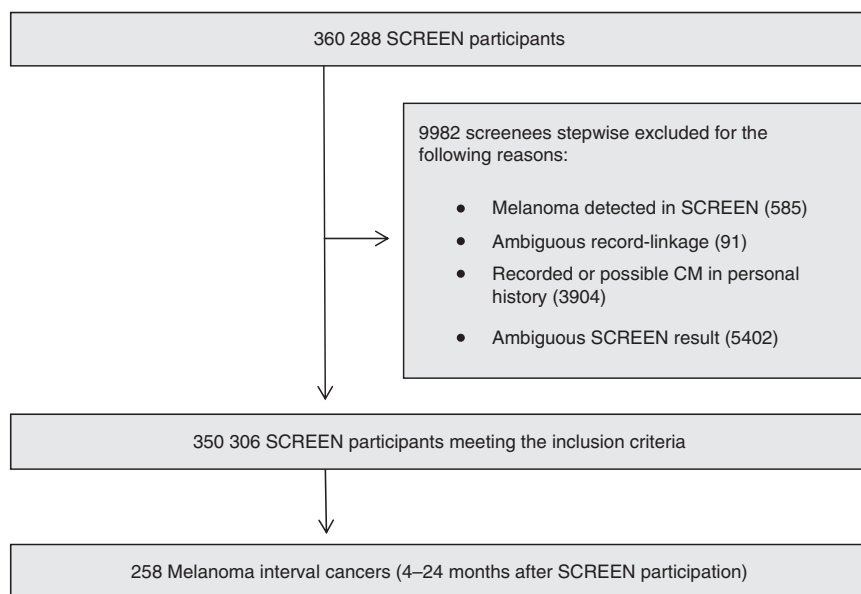 360 288 SCREEN participants
9982 screenees stepwise excluded for the
following reasons:
• Melanoma detected in SCREEN (585)
• Ambiguous record-linkage (91)
• Recorded or possible CM in personal
history (3904)
• Ambiguous SCREEN result (5402)
350 306 SCREEN participants meeting the inclusion criteria
258 Melanoma interval cancers (4–24 months after SCREEN participation)